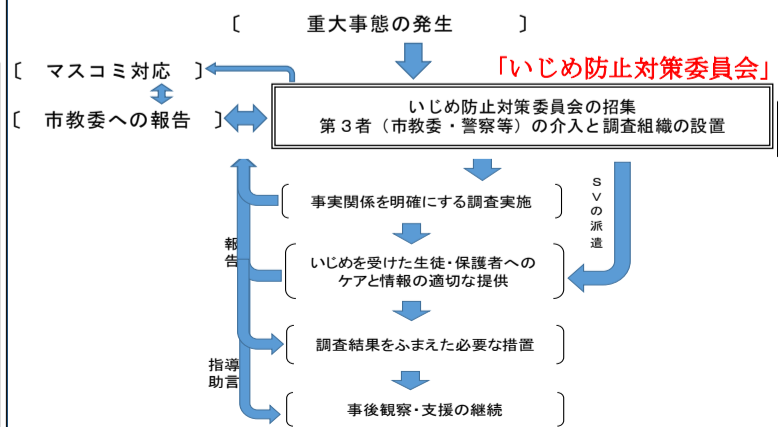 〔 重大事態の発生 〕
「いじめ防止対策委員会」
〔 マスコミ対応 〕
〔 市教委への報告 〕
いじめ防止対策委員会の招集
第3者（市教委・警察等）の介入と調査組織の設置
SVの派遣
事実関係を明確にする調査実施
報告
いじめを受けた生徒・保護者への
ケアと情報の適切な提供
調査結果をふまえた必要な措置
指導
助言
事後観察・支援の継続